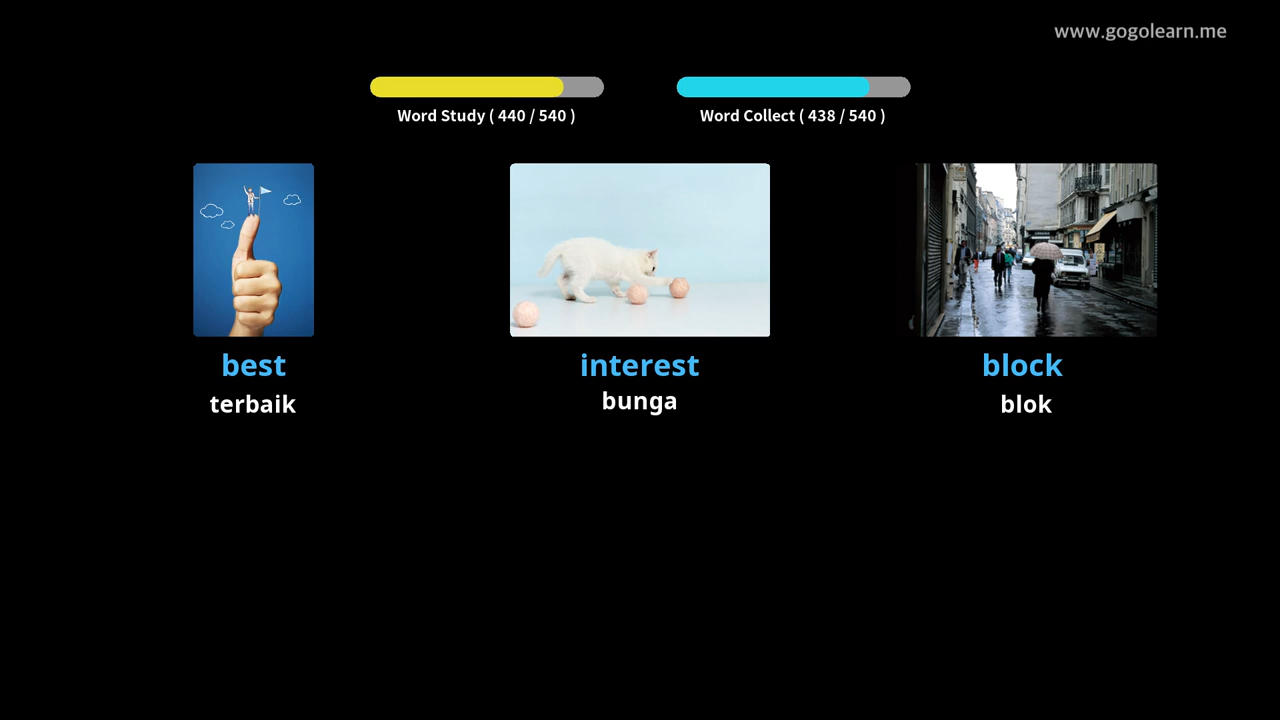 www.gogolearn.me
Word Study ( 440 / 540 )
Word Collect ( 438 / 540 )
best
terbaik
interest
bunga
block
blok